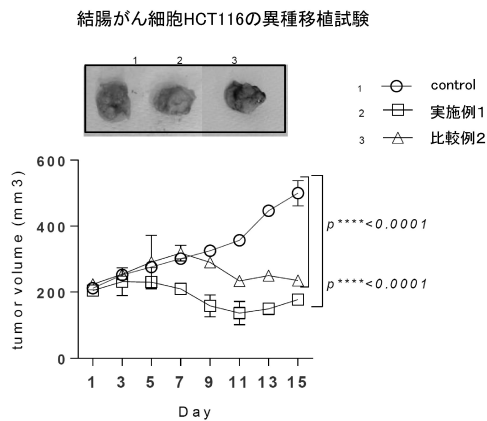 結腸がん細胞HCT116の異種移植試験
1 2 3
1 control
2 実施例1
3 比較例2
tumor volume (mm3)
600
400
200
0
p****<0.0001
p****<0.0001
1 3 5 7 9 11 13 15
Day